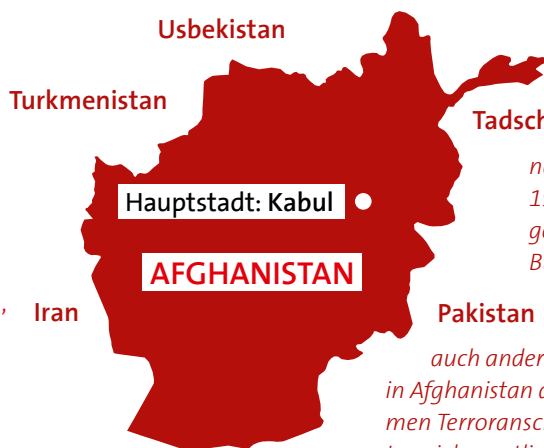 Usbekistan
Turkmenistan
Tadsch
Hauptstadt: Kabul
AFGHANISTAN
Iran
Pakistan
auch ander
in Afghanistan
men Terroransc